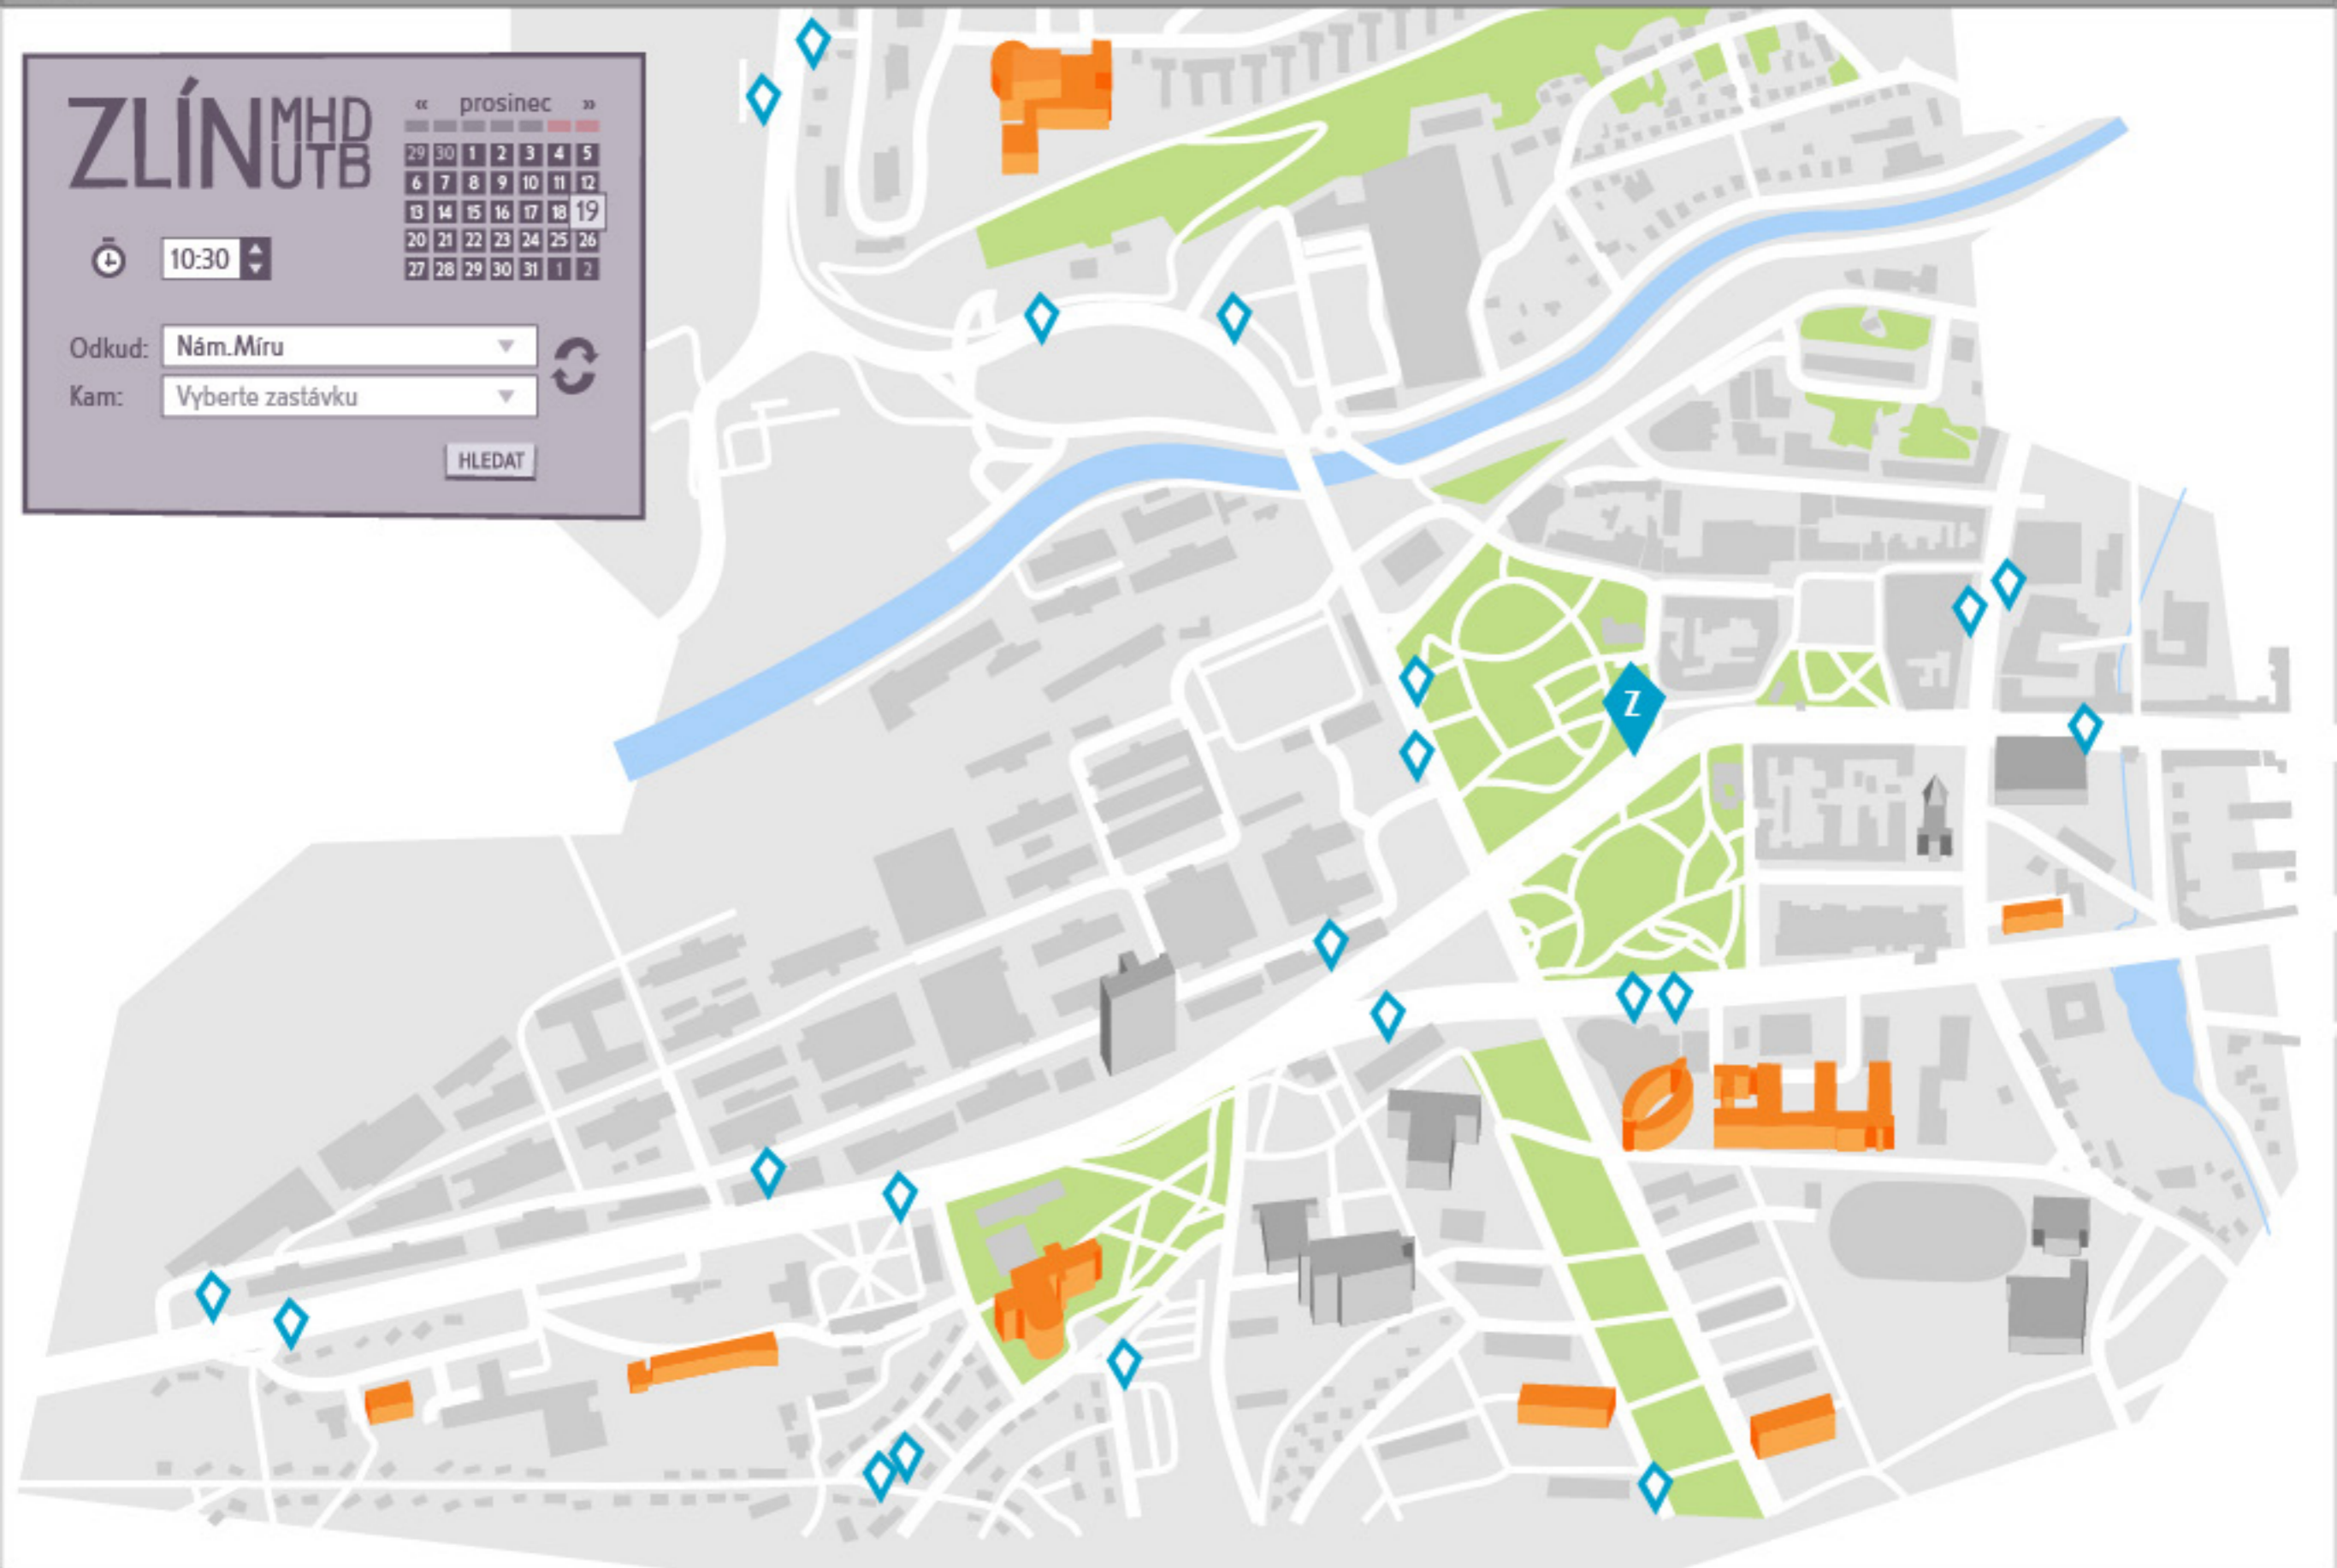 ZLÍN MHD UTB
« prosinec »
29 30 1 2 3 4 5
6 7 8 9 10 11 12
13 14 15 16 17 18 19
20 21 22 23 24 25 26
27 28 29 30 31 1 2
10:30
Odkud: Nám.Míru
Kam: Vyberte zastávku
HLEDAT
Z